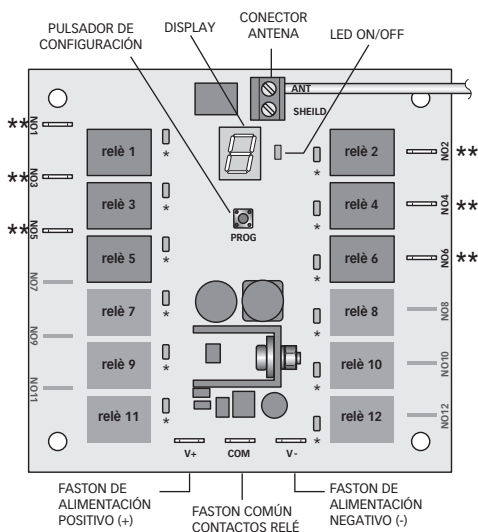 PULSADOR DE
CONFIGURACIÓN
DISPLAY
CONECTOR
ANTENA
LED ON/OFF
ANT
SHEILD
**
NO1
relè 1
*
relè 2
*
NO2
**
**
NO3
relè 3
*
relè 4
*
NO4
**
PROG
**
NO5
relè 5
*
relè 6
*
NO6
**
NO7
relè 7
*
relè 8
*
NO8
NO9
relè 9
*
relè 10
*
NO10
NO11
relè 11
*
relè 12
*
NO12
V+
COM
V-
FASTON DE
ALIMENTACIÓN
POSITIVO (+)
FASTON COMÚN
CONTACTOS RELÉ
FASTON DE
ALIMENTACIÓN
NEGATIVO (-)